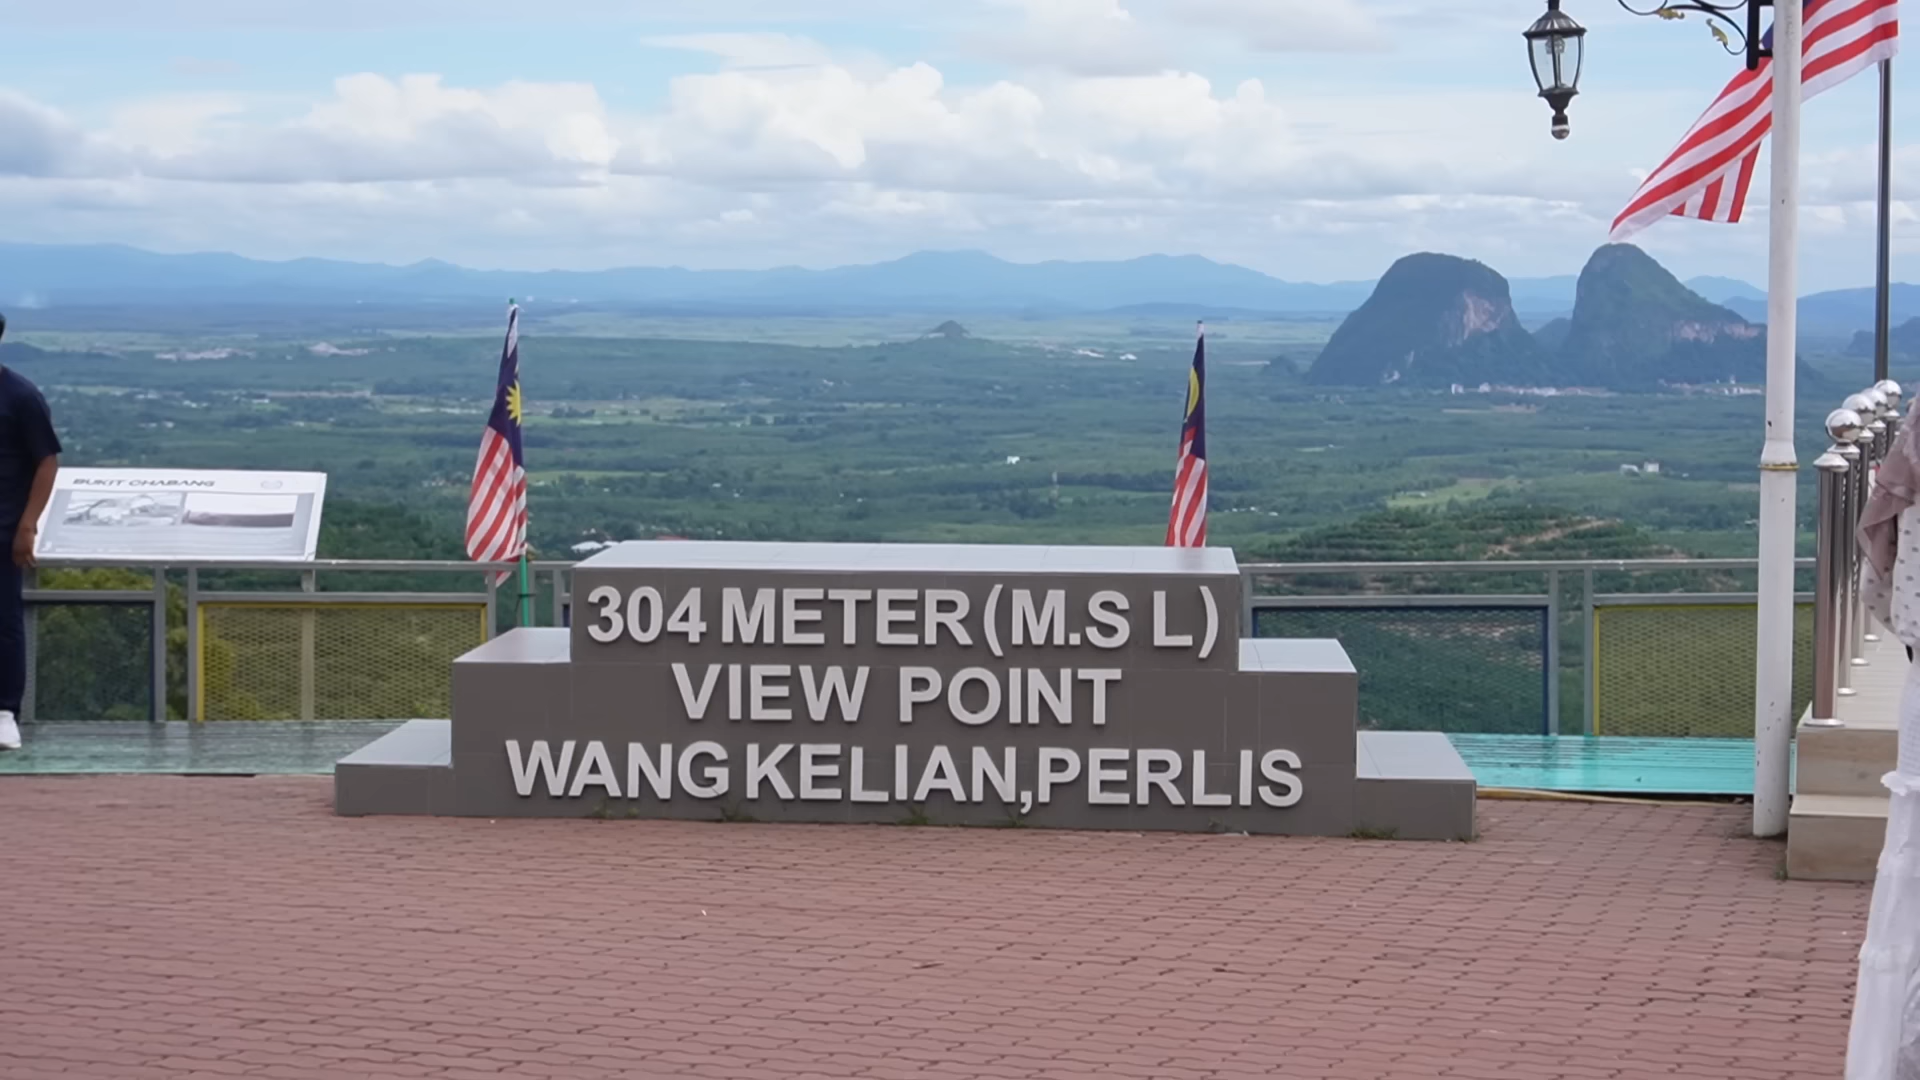 BUKIT CHABANG
304 METER (M.S L)
VIEW POINT
WANG KELIAN,PERLIS